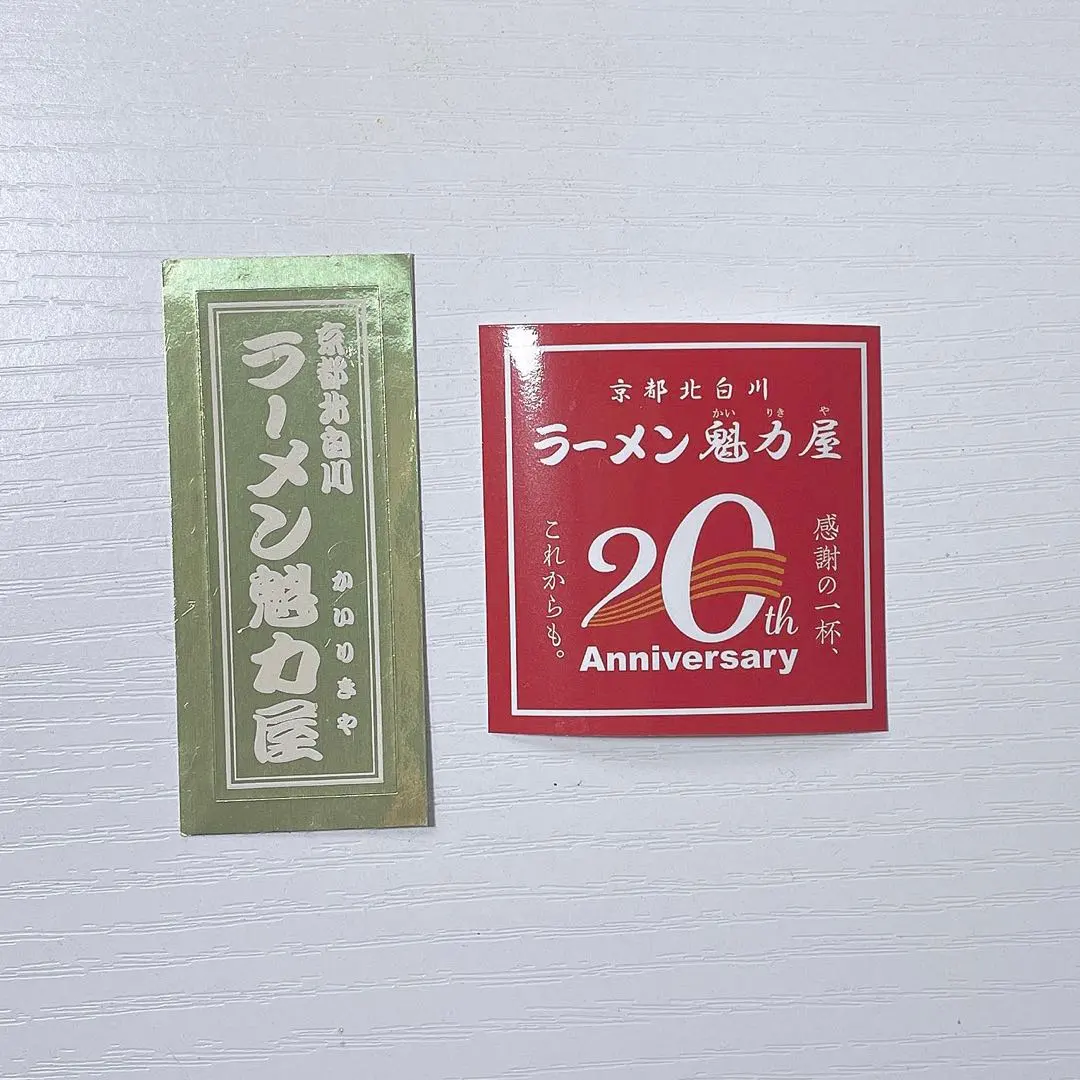 京都北白川
ラーメン魁力屋
かいりきや
京都北白川
かい りき や
ラーメン魁力屋
感謝の一杯、
これからも。
20th
Anniversary